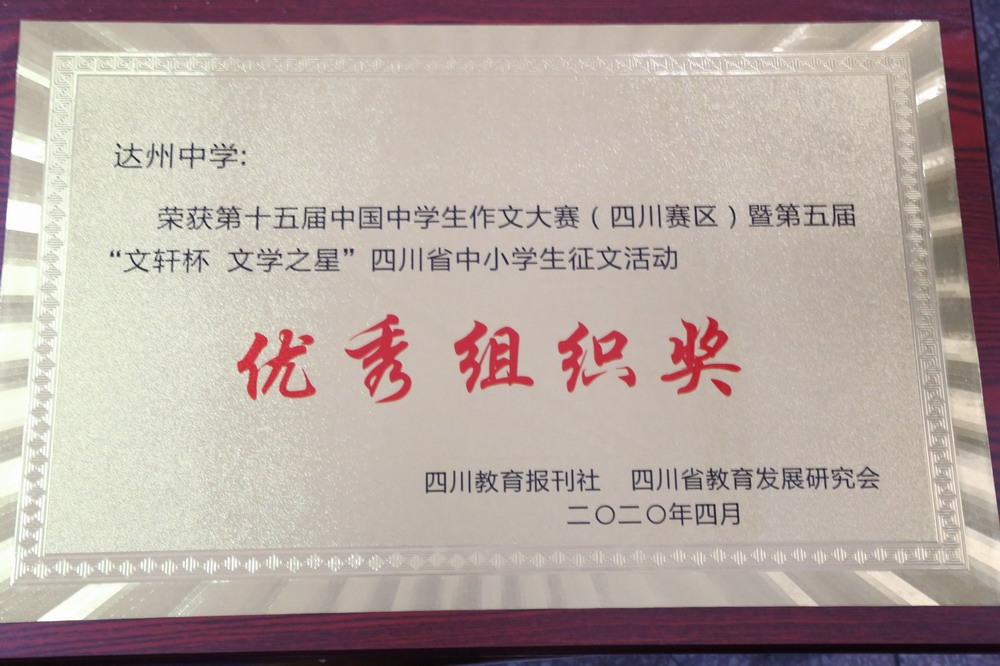 达州中学:
荣获第十五届中国中学生作文大赛（四川赛区）暨第五届
“文轩杯 文学之星”四川省中小学生征文活动
优秀组织奖
四川教育报刊社 四川省教育发展研究会
二〇二〇年四月